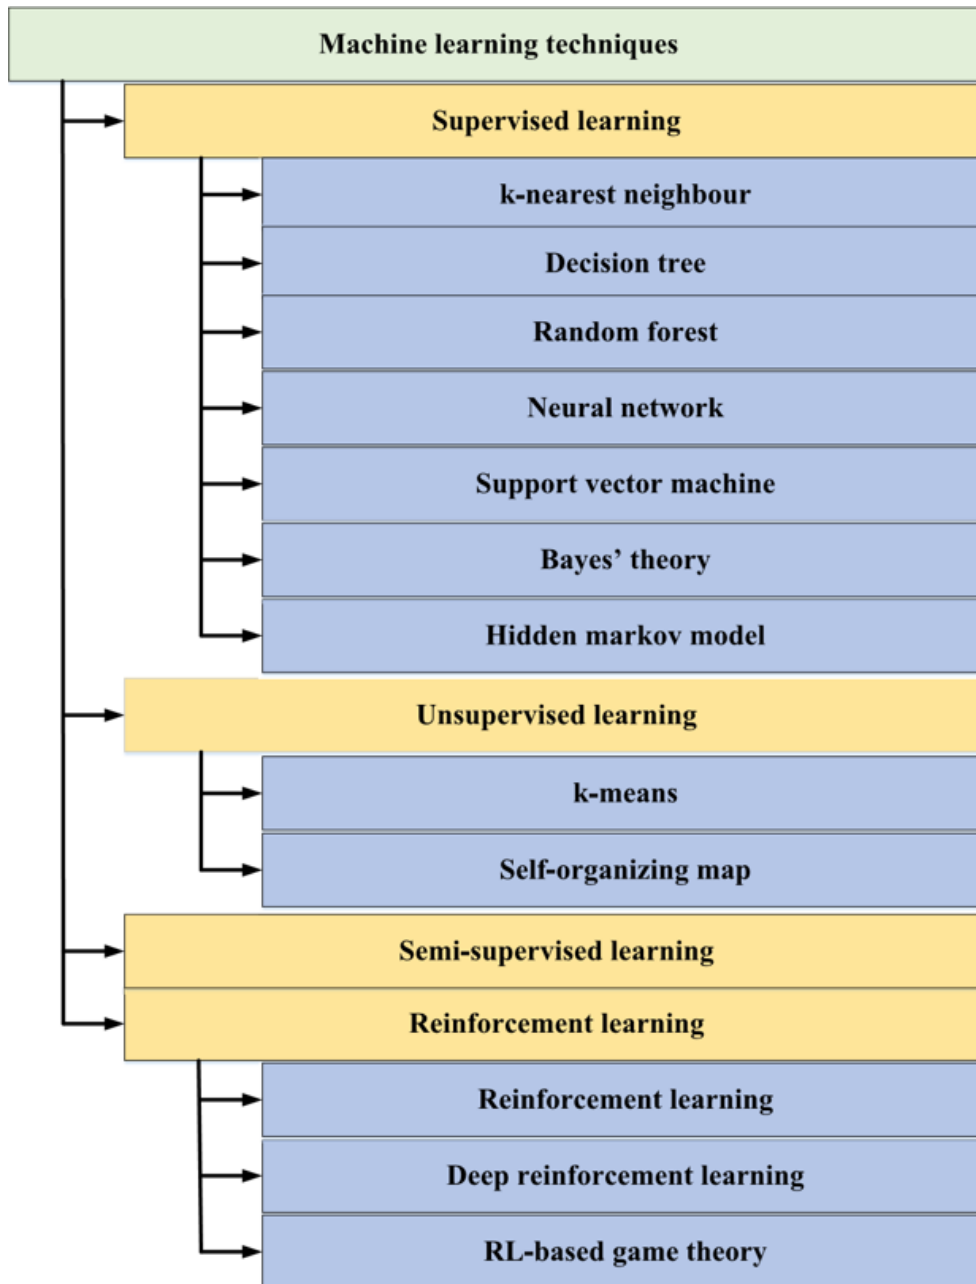 Machine learning techniques
Supervised learning
k-nearest neighbour
Decision tree
Random forest
Neural network
Support vector machine
Bayes’ theory
Hidden markov model
Unsupervised learning
k-means
Self-organizing map
Semi-supervised learning
Reinforcement learning
Reinforcement learning
Deep reinforcement learning
RL-based game theory